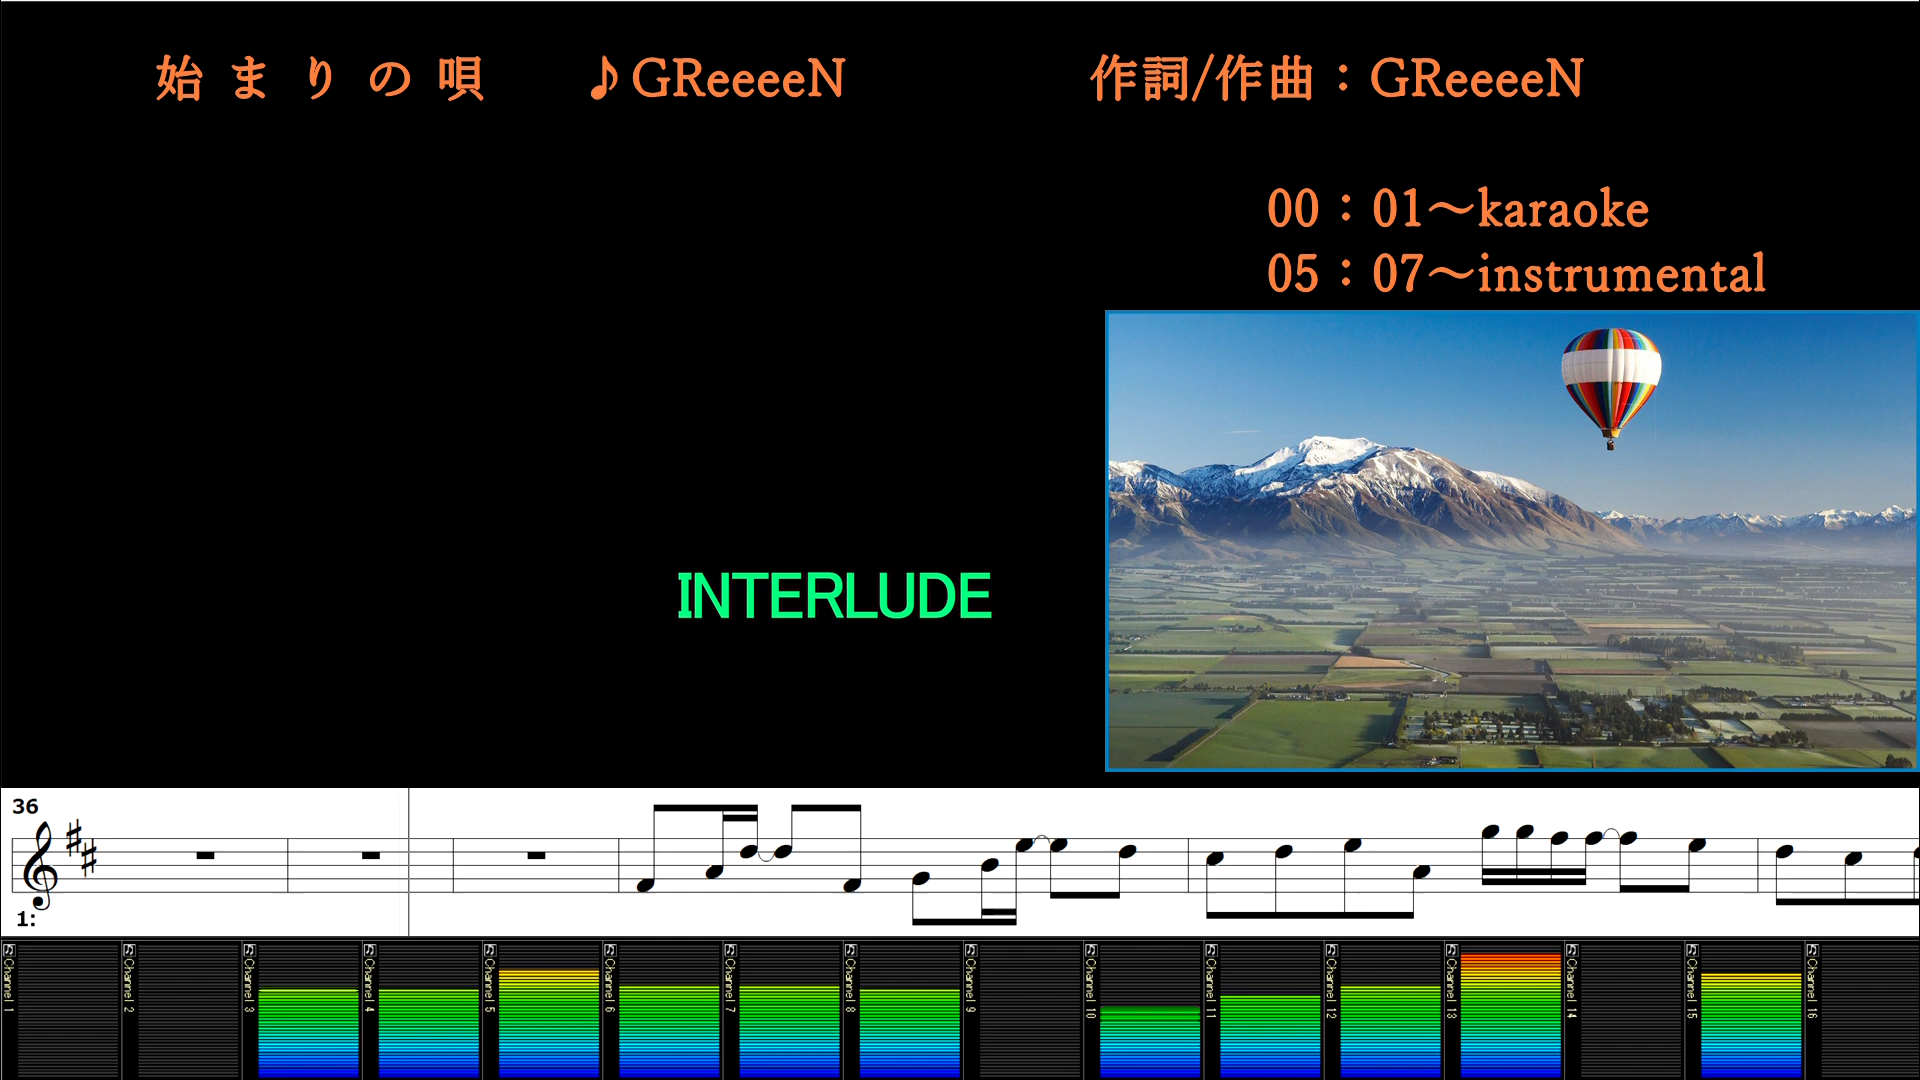 始まりの唄 ♪GReeeeN 作詞/作曲：GReeeeN
00：01～karaoke
05：07～instrumental
INTERLUDE
36
1:
Channel 1
Channel 2
Channel 3
Channel 4
Channel 5
Channel 6
Channel 7
Channel 8
Channel 9
Channel 10
Channel 11
Channel 12
Channel 13
Channel 14
Channel 15
Channel 16